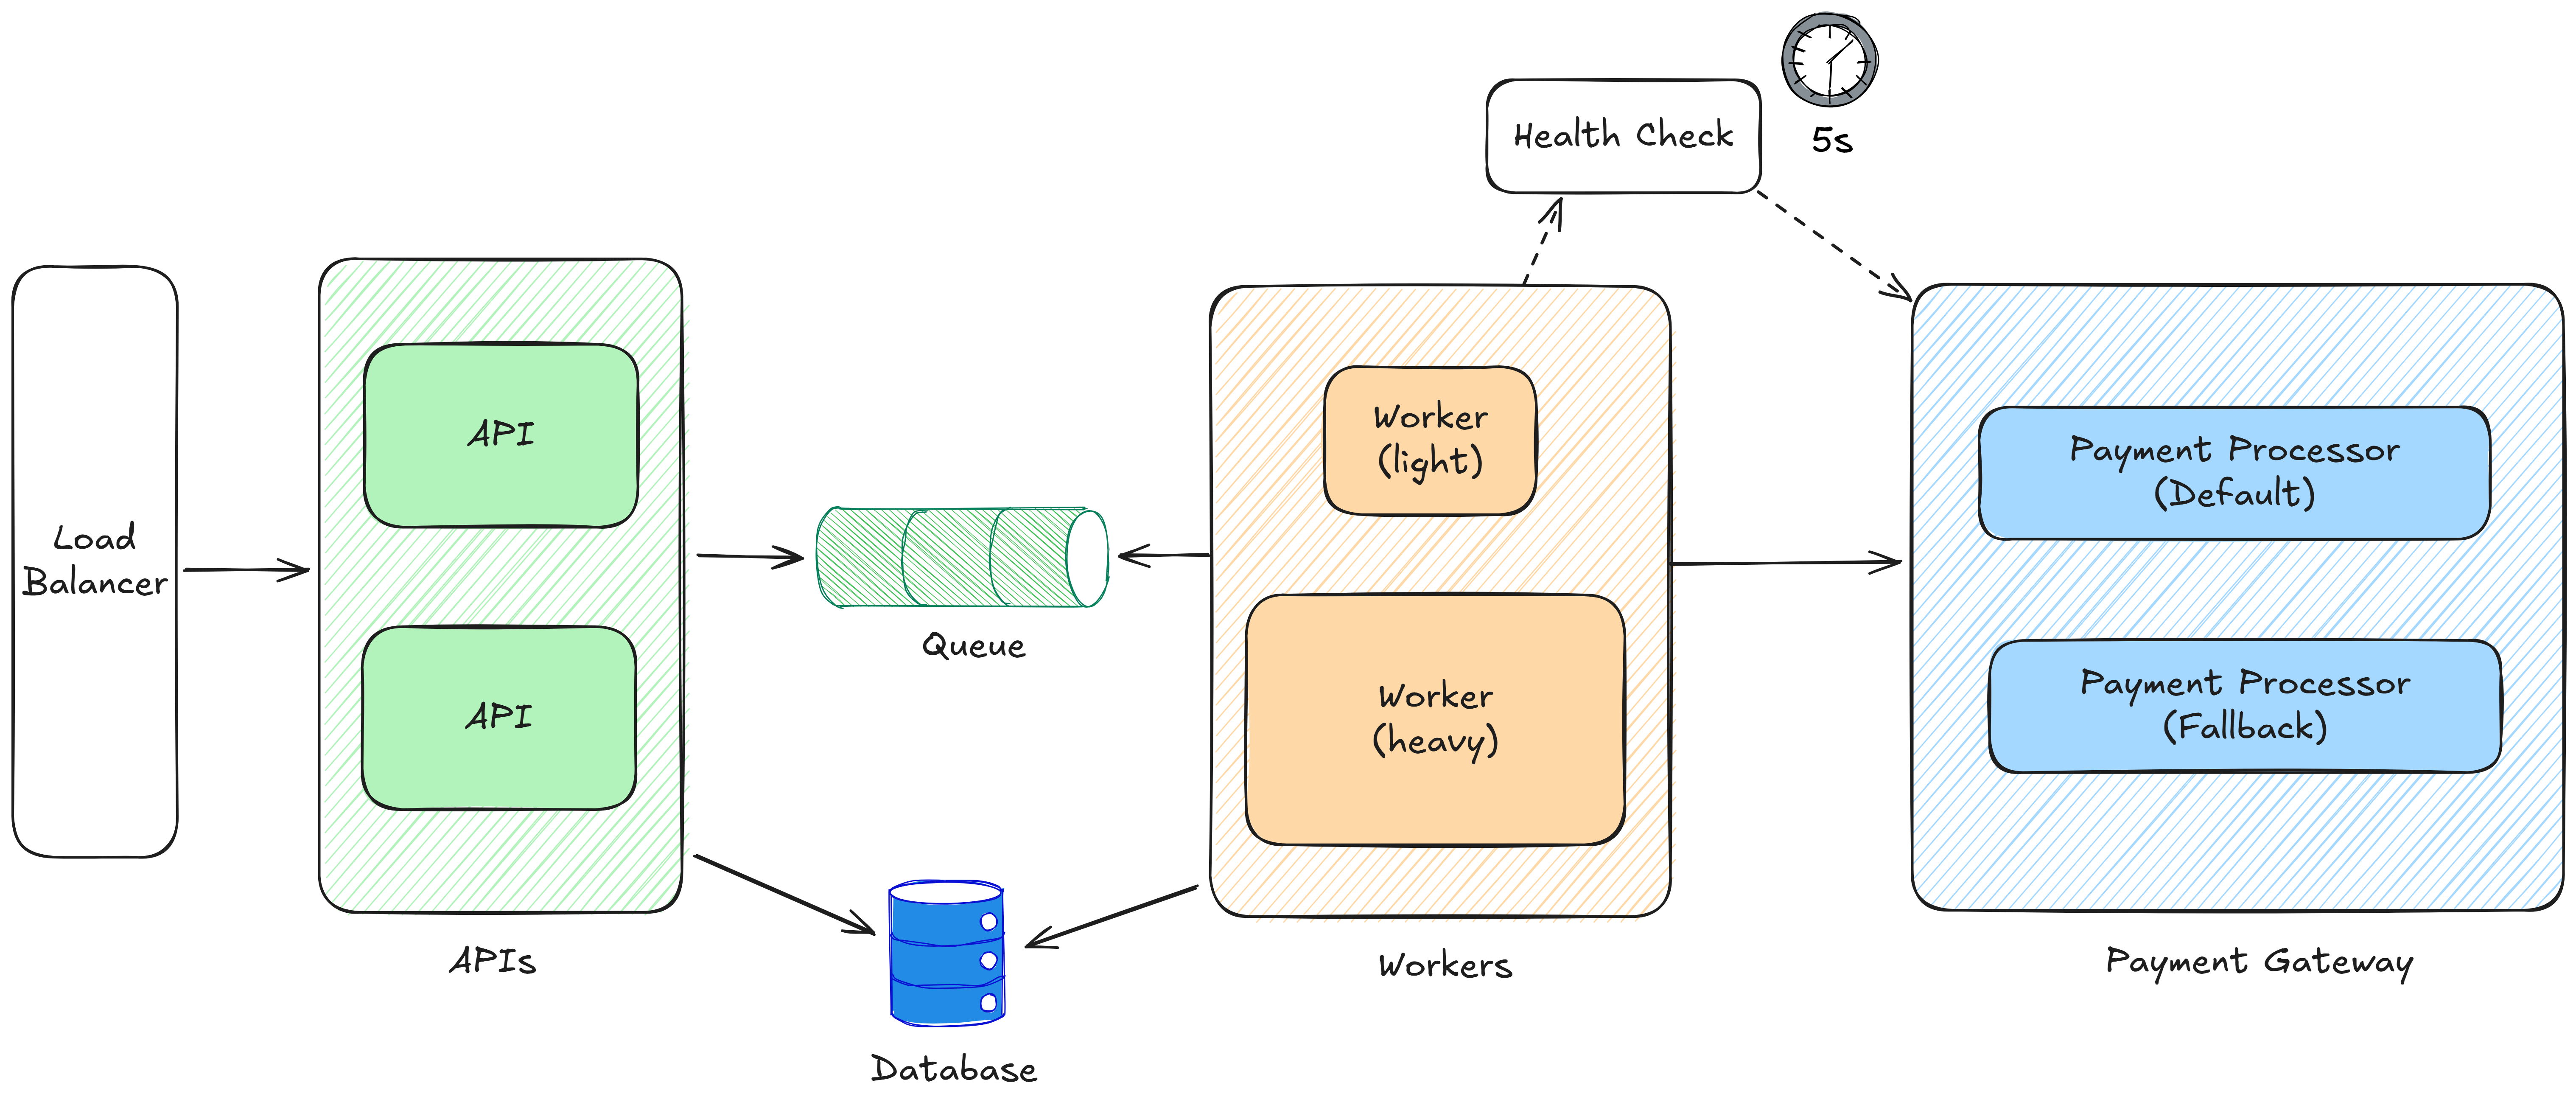 Load
Balancer
API
API
APIs
Queue
Database
Health Check
5s
Worker
(light)
Worker
(heavy)
Workers
Payment Processor
(Default)
Payment Processor
(Fallback)
Payment Gateway